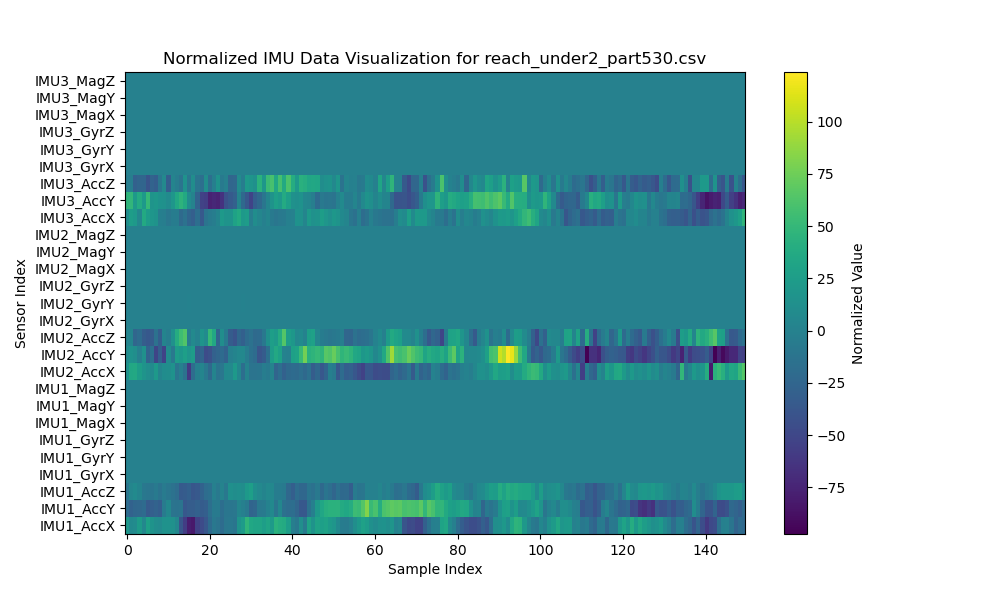 Normalized IMU Data Visualization for reach_under2_part530.csv
IMU3_MagZ
IMU3_MagY
IMU3_MagX
IMU3_GyrZ
IMU3_GyrY
IMU3_GyrX
IMU3_AccZ
IMU3_AccY
IMU3_AccX
IMU2_MagZ
IMU2_MagY
IMU2_MagX
IMU2_GyrZ
IMU2_GyrY
IMU2_GyrX
IMU2_AccZ
IMU2_AccY
IMU2_AccX
IMU1_MagZ
IMU1_MagY
IMU1_MagX
IMU1_GyrZ
IMU1_GyrY
IMU1_GyrX
IMU1_AccZ
IMU1_AccY
IMU1_AccX
Sensor Index
0 20 40 60 80 100 120 140
Sample Index
100
75
50
25
0
−25
−50
−75
Normalized Value